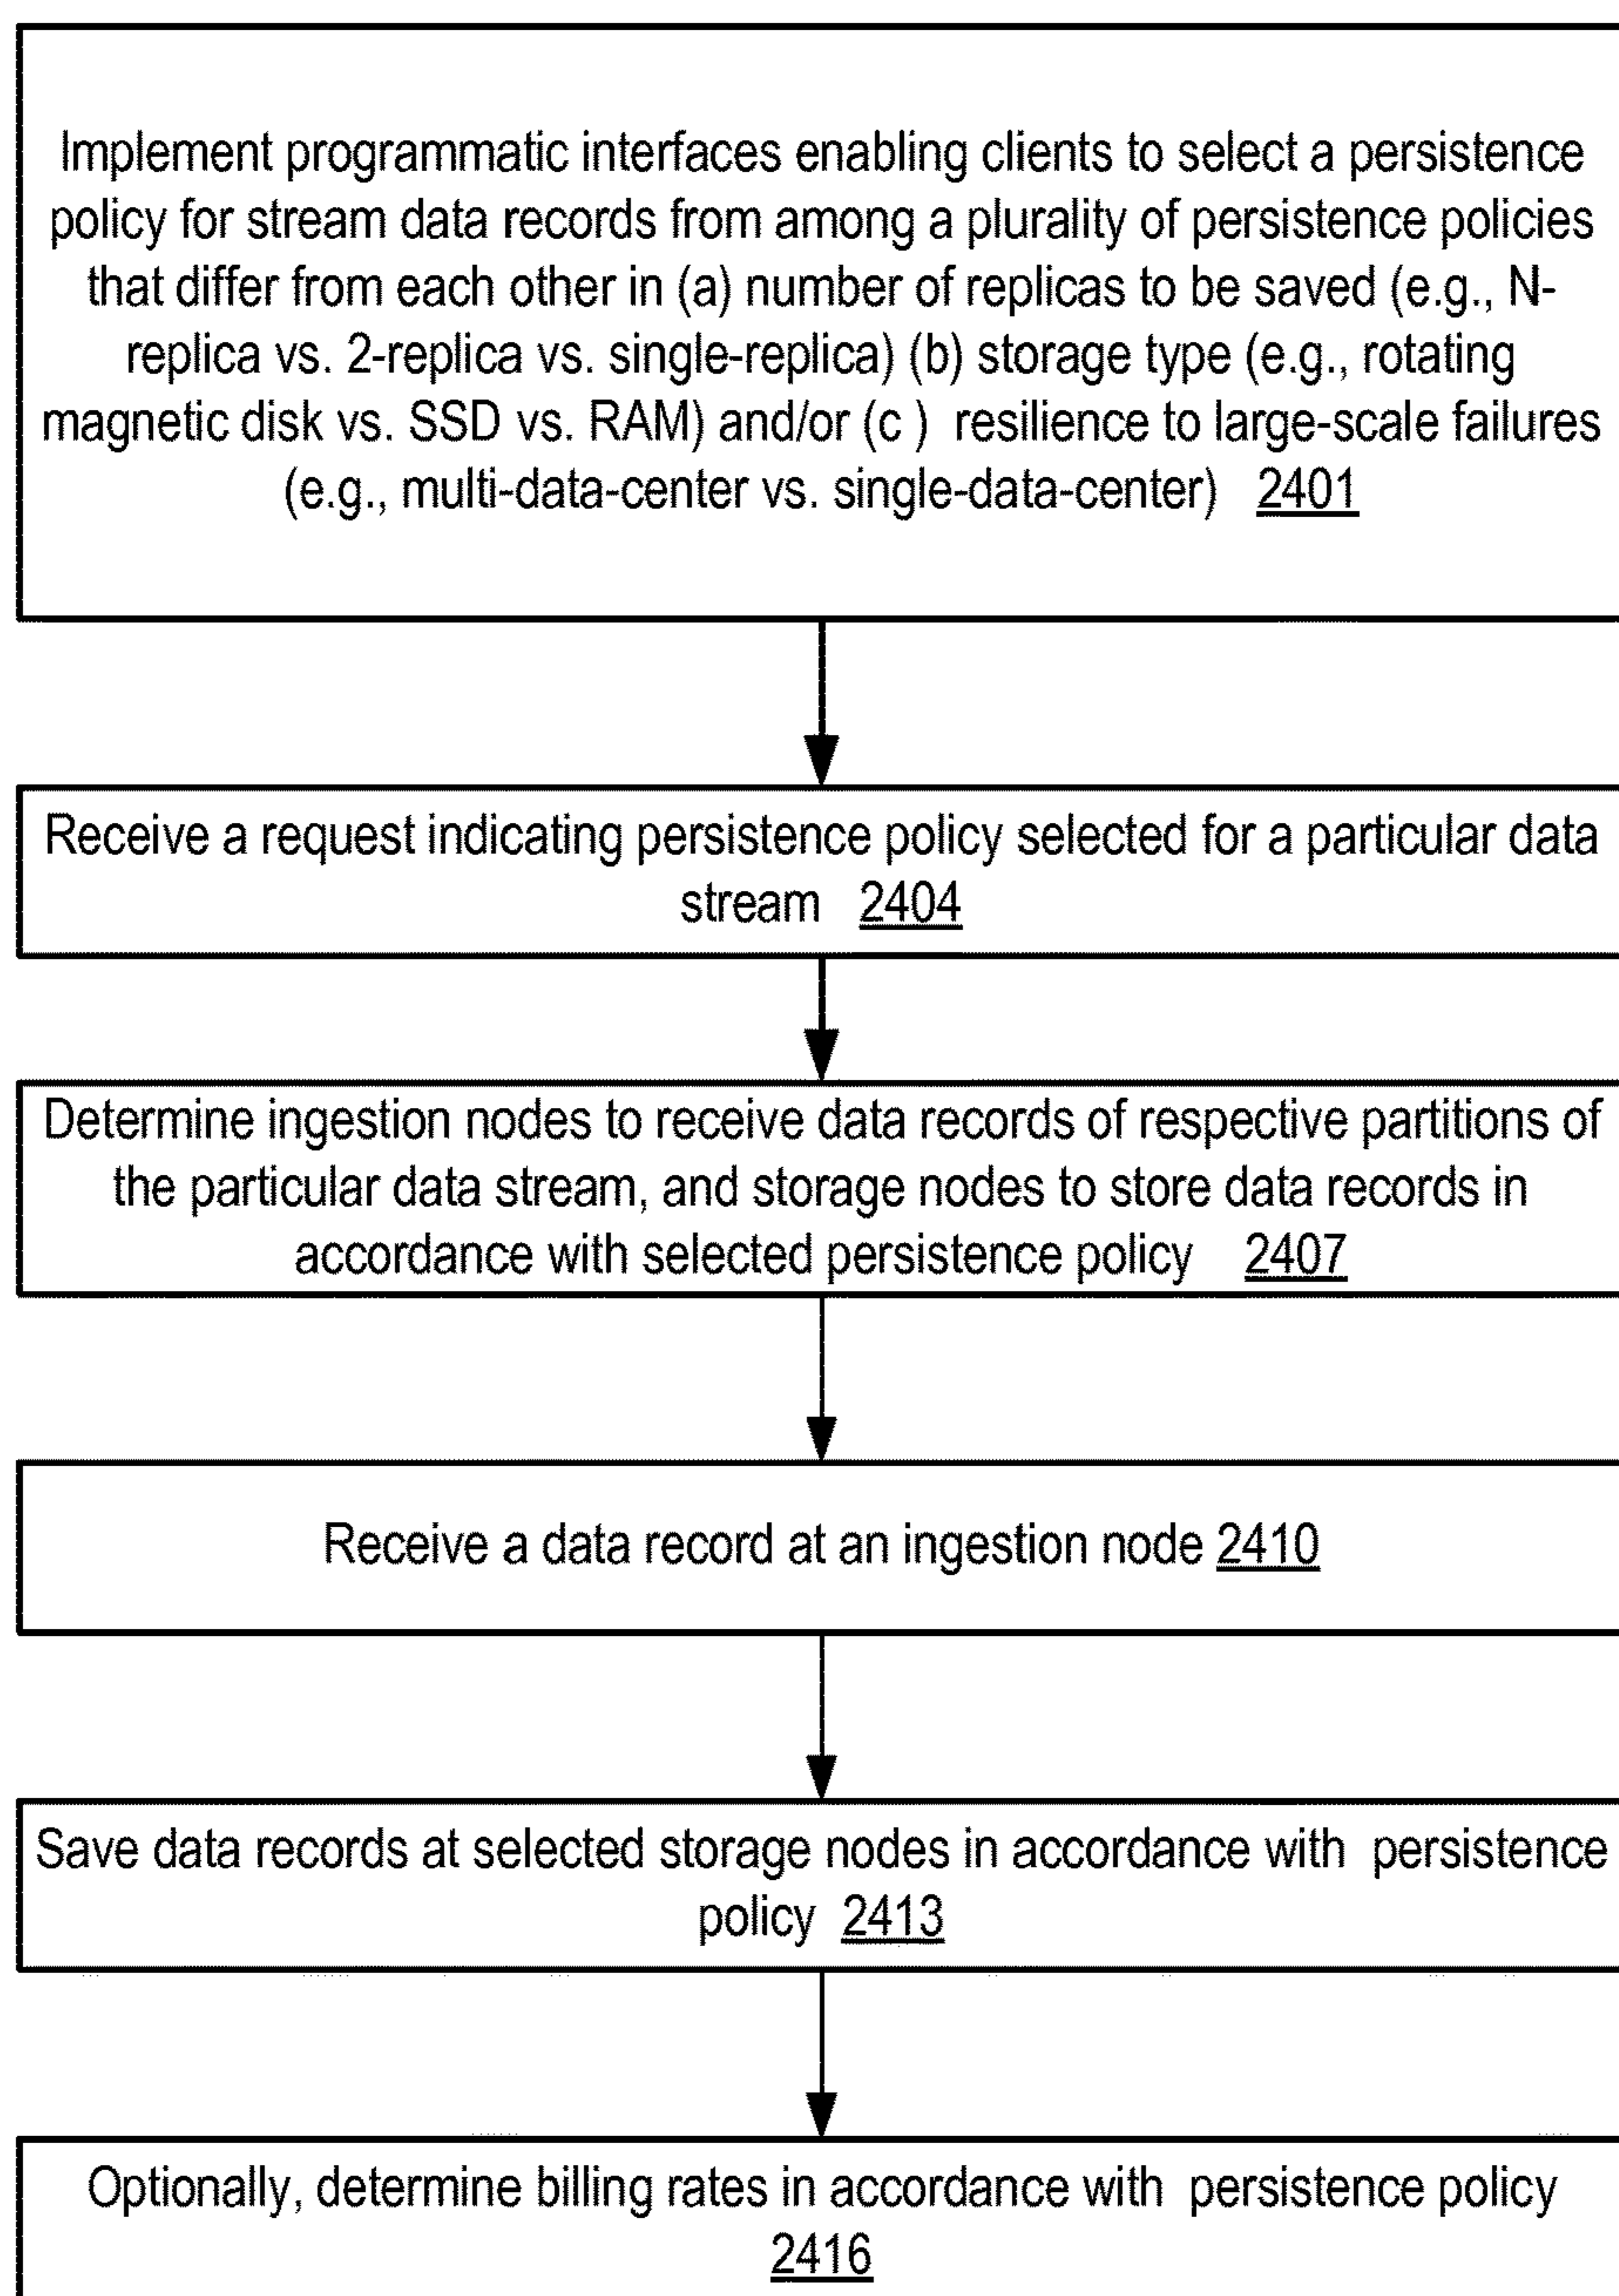 Implement programmatic interfaces enabling clients to select a persistence
policy for stream data records from among a plurality of persistence policies
that differ from each other in (a) number of replicas to be saved (e.g., N-
replica vs. 2-replica vs. single-replica) (b) storage type (e.g., rotating
magnetic disk vs. SSD vs. RAM) and/or (c ) resilience to large-scale failures
(e.g., multi-data-center vs. single-data-center) 2401
Receive a request indicating persistence policy selected for a particular data
stream 2404
Determine ingestion nodes to receive data records of respective partitions of
the particular data stream, and storage nodes to store data records in
accordance with selected persistence policy 2407
Receive a data record at an ingestion node 2410
Save data records at selected storage nodes in accordance with persistence
policy 2413
Optionally, determine billing rates in accordance with persistence policy
2416